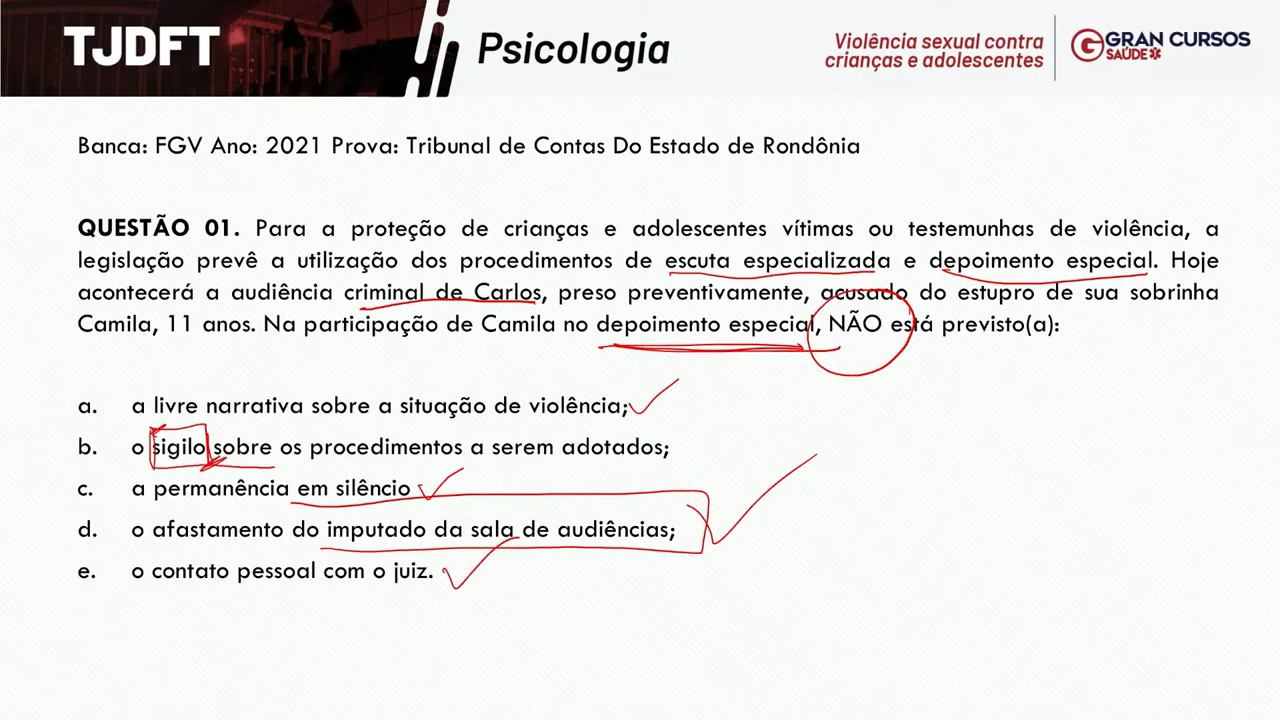 TJDFT
Psicologia
Violência sexual contra
crianças e adolescentes
GRAN CURSOS
SAÚDE
Banca: FGV Ano: 2021 Prova: Tribunal de Contas Do Estado de Rondônia
QUESTÃO 01. Para a proteção de crianças e adolescentes vítimas ou testemunhas de violência, a
legislação prevê a utilização dos procedimentos de escuta especializada e depoimento especial. Hoje
acontecerá a audiência criminal de Carlos, preso preventivamente, acusado do estupro de sua sobrinha
Camila, 11 anos. Na participação de Camila no depoimento especial, NÃO está previsto(a):
a. a livre narrativa sobre a situação de violência;
b. o sigilo sobre os procedimentos a serem adotados;
c. a permanência em silêncio
d. o afastamento do imputado da sala de audiências;
e. o contato pessoal com o juiz.